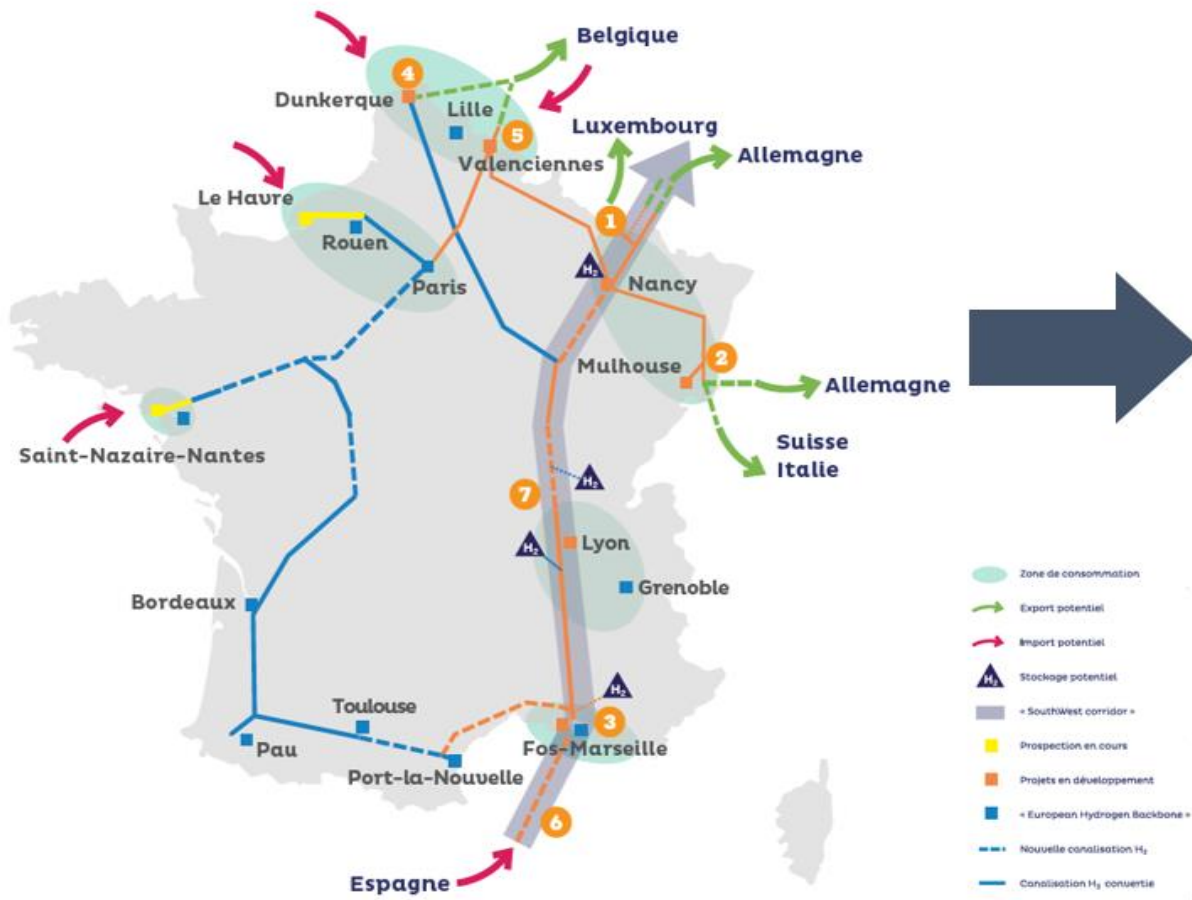 Belgique
4
Dunkerque
Lille
5
Valenciennes
Luxembourg
Allemagne
Le Havre
Rouen
Paris
1
H₂
Nancy
Mulhouse
2
Allemagne
Suisse
Italie
Saint-Nazaire-Nantes
H₂
7
H₂
Lyon
Grenoble
Bordeaux
Toulouse
H₂
3
Fos-Marseille
Pau
Port-la-Nouvelle
6
Espagne
Zone de consommation
Export potentiel
Import potentiel
H₂
Stockage potentiel
« SouthWest corridor »
Prospection en cours
Projets en développement
« European Hydrogen Backbone »
Nouvelle canalisation H₂
Canalisation H₂ convertie